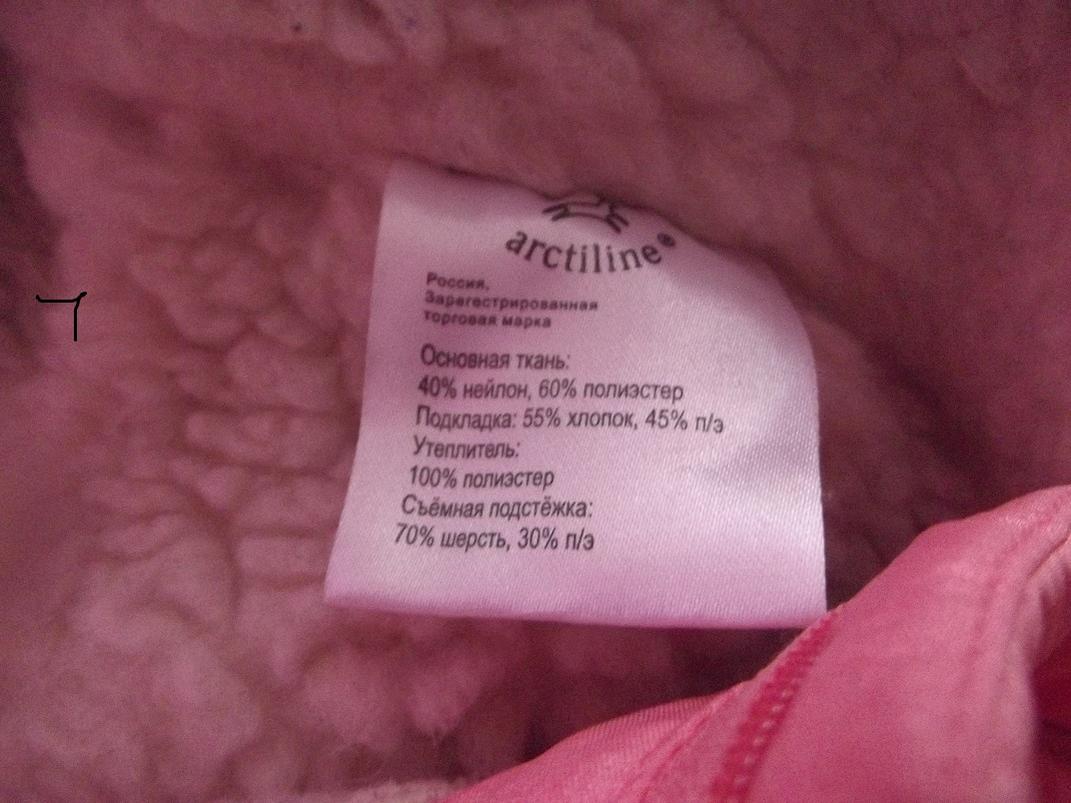 arctiline®
Россия,
Зарегестрированная
торговая марка
Основная ткань:
40% нейлон, 60% полиэстер
Подкладка: 55% хлопок, 45% п/э
Утеплитель:
100% полиэстер
Съёмная подстёжка:
70% шерсть, 30% п/э